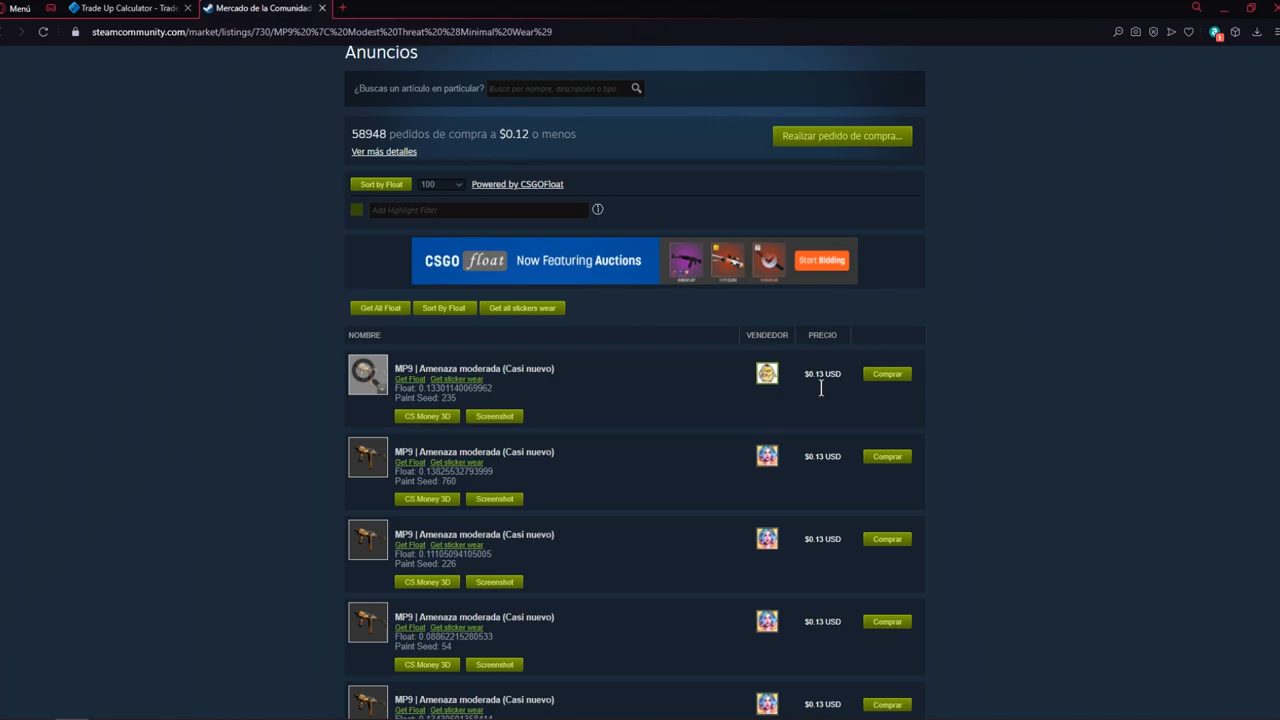 Menú
Trade Up Calculator - Trade
Mercado de la Comunidad
steamcommunity.com/market/listings/730/MP9%20%7C%20Modest%20Threat%20%28Minimal%20Wear%29
Anuncios
¿Buscas un artículo en particular? Busca por nombre, descripción o tipo
58948 pedidos de compra a $0.12 o menos
Realizar pedido de compra...
Ver más detalles
Sort by Float 100 Powered by CSGOFloat
Add Highlight Filter
CSGO float Now Featuring Auctions Start Bidding
Get All Float Sort By Float Get all stickers wear
NOMBRE VENDEDOR PRECIO
MP9 | Amenaza moderada (Casi nuevo)
Get Float Get sticker wear
$0.13 USD Comprar
Float: 0.13301140069962
Paint Seed: 235
CS.Money 3D Screenshot
MP9 | Amenaza moderada (Casi nuevo)
Get Float Get sticker wear
$0.13 USD Comprar
Float: 0.13825532793999
Paint Seed: 760
CS.Money 3D Screenshot
MP9 | Amenaza moderada (Casi nuevo)
Get Float Get sticker wear
$0.13 USD Comprar
Float: 0.11105094105005
Paint Seed: 226
CS.Money 3D Screenshot
MP9 | Amenaza moderada (Casi nuevo)
Get Float Get sticker wear
$0.13 USD Comprar
Float: 0.08862215280533
Paint Seed: 54
CS.Money 3D Screenshot
MP9 | Amenaza moderada (Casi nuevo)
Get Float Get sticker wear
$0.13 USD Comprar